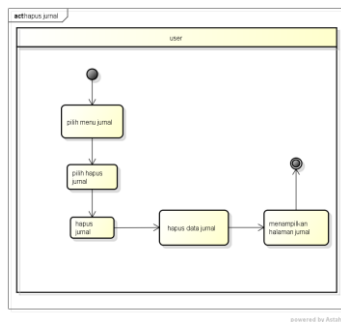 act hapus jurnal
user
pilih menu jurnal
pilih hapus
jurnal
hapus
jurnal
hapus data jurnal
menampilkan
halaman jurnal
powered by Astah